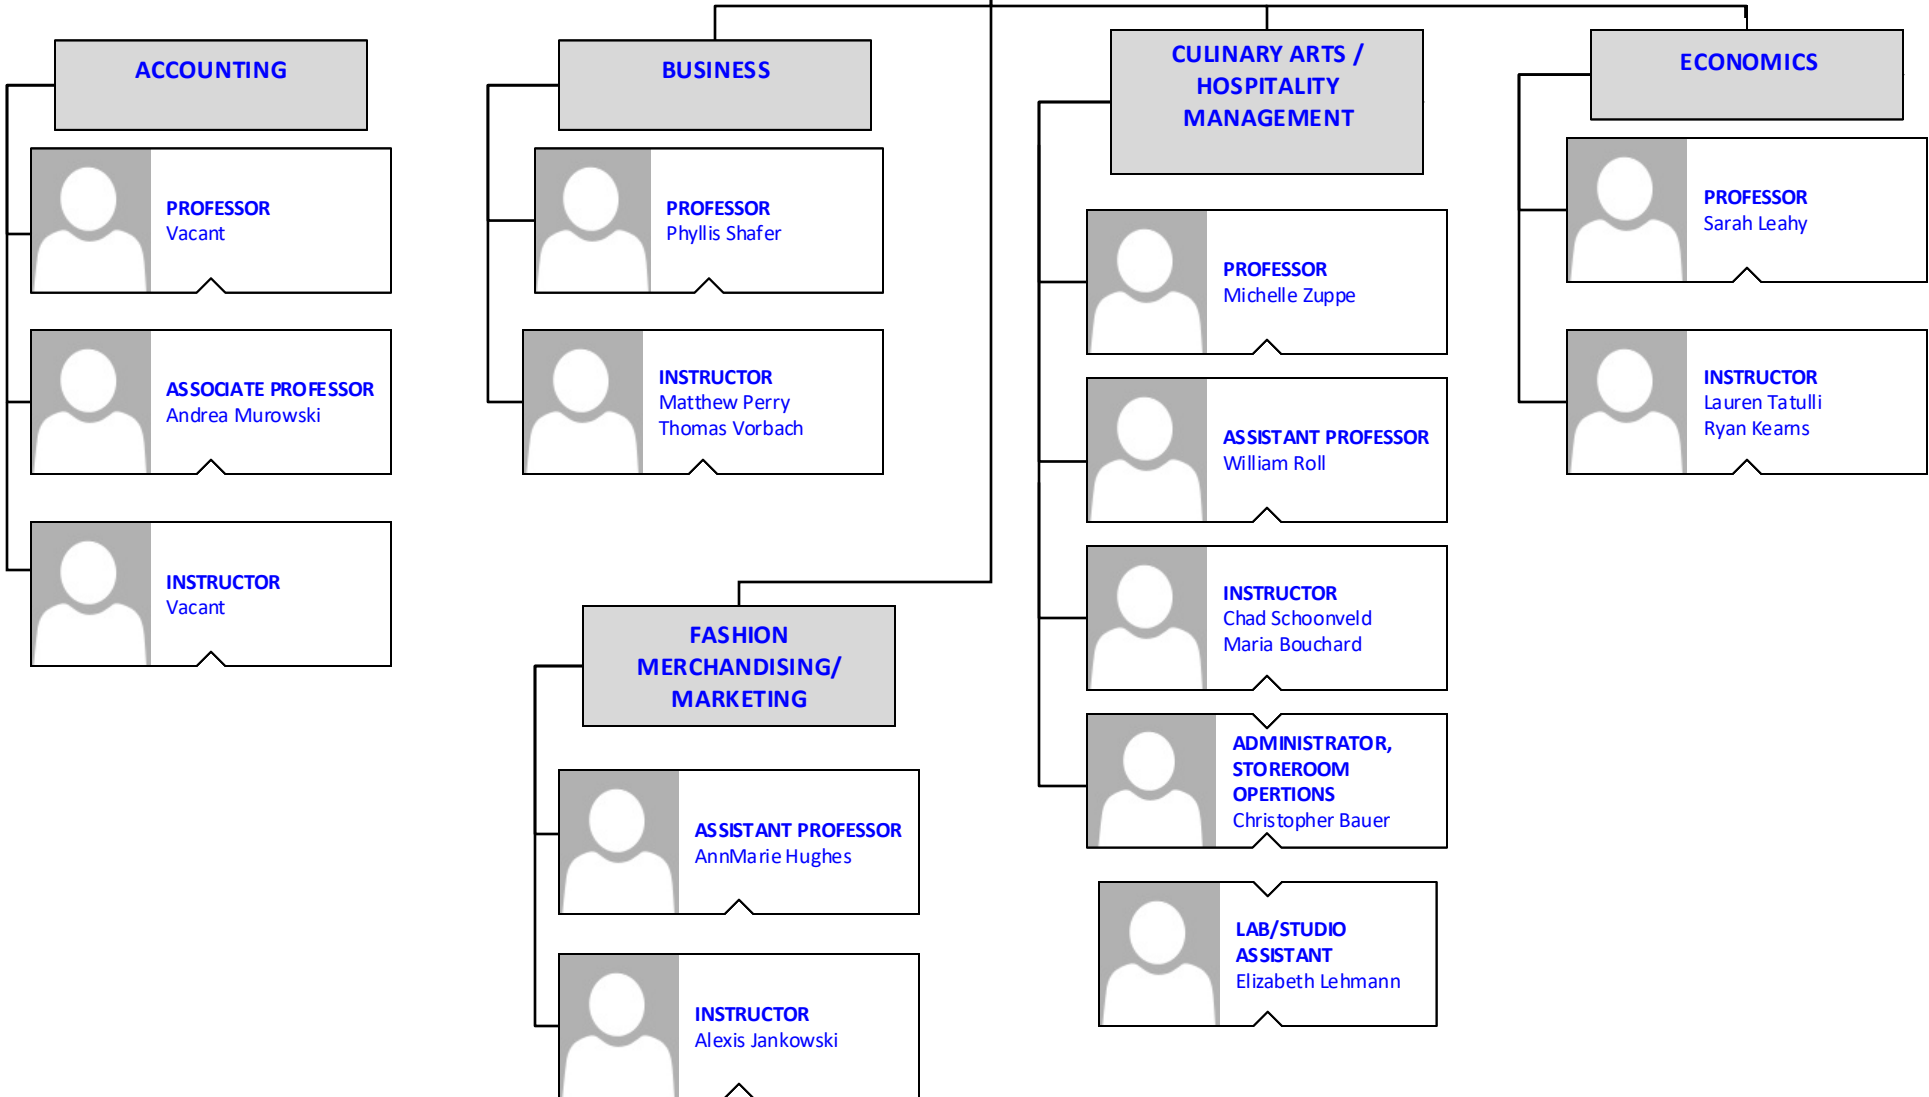 ACCOUNTING
PROFESSOR
Vacant
ASSOCIATE PROFESSOR
Andrea Murowski
INSTRUCTOR
Vacant
BUSINESS
PROFESSOR
Phyllis Shafer
INSTRUCTOR
Matthew Perry
Thomas Vorbach
FASHION
MERCHANDISING/
MARKETING
ASSISTANT PROFESSOR
AnnMarie Hughes
INSTRUCTOR
Alexis Jankowski
CULINARY ARTS /
HOSPITALITY
MANAGEMENT
PROFESSOR
Michelle Zuppe
ASSISTANT PROFESSOR
William Roll
INSTRUCTOR
Chad Schoonveld
Maria Bouchard
ADMINISTRATOR,
STOREROOM
OPERTIONS
Christopher Bauer
LAB/STUDIO
ASSISTANT
Elizabeth Lehmann
ECONOMICS
PROFESSOR
Sarah Leahy
INSTRUCTOR
Lauren Tatulli
Ryan Kearns